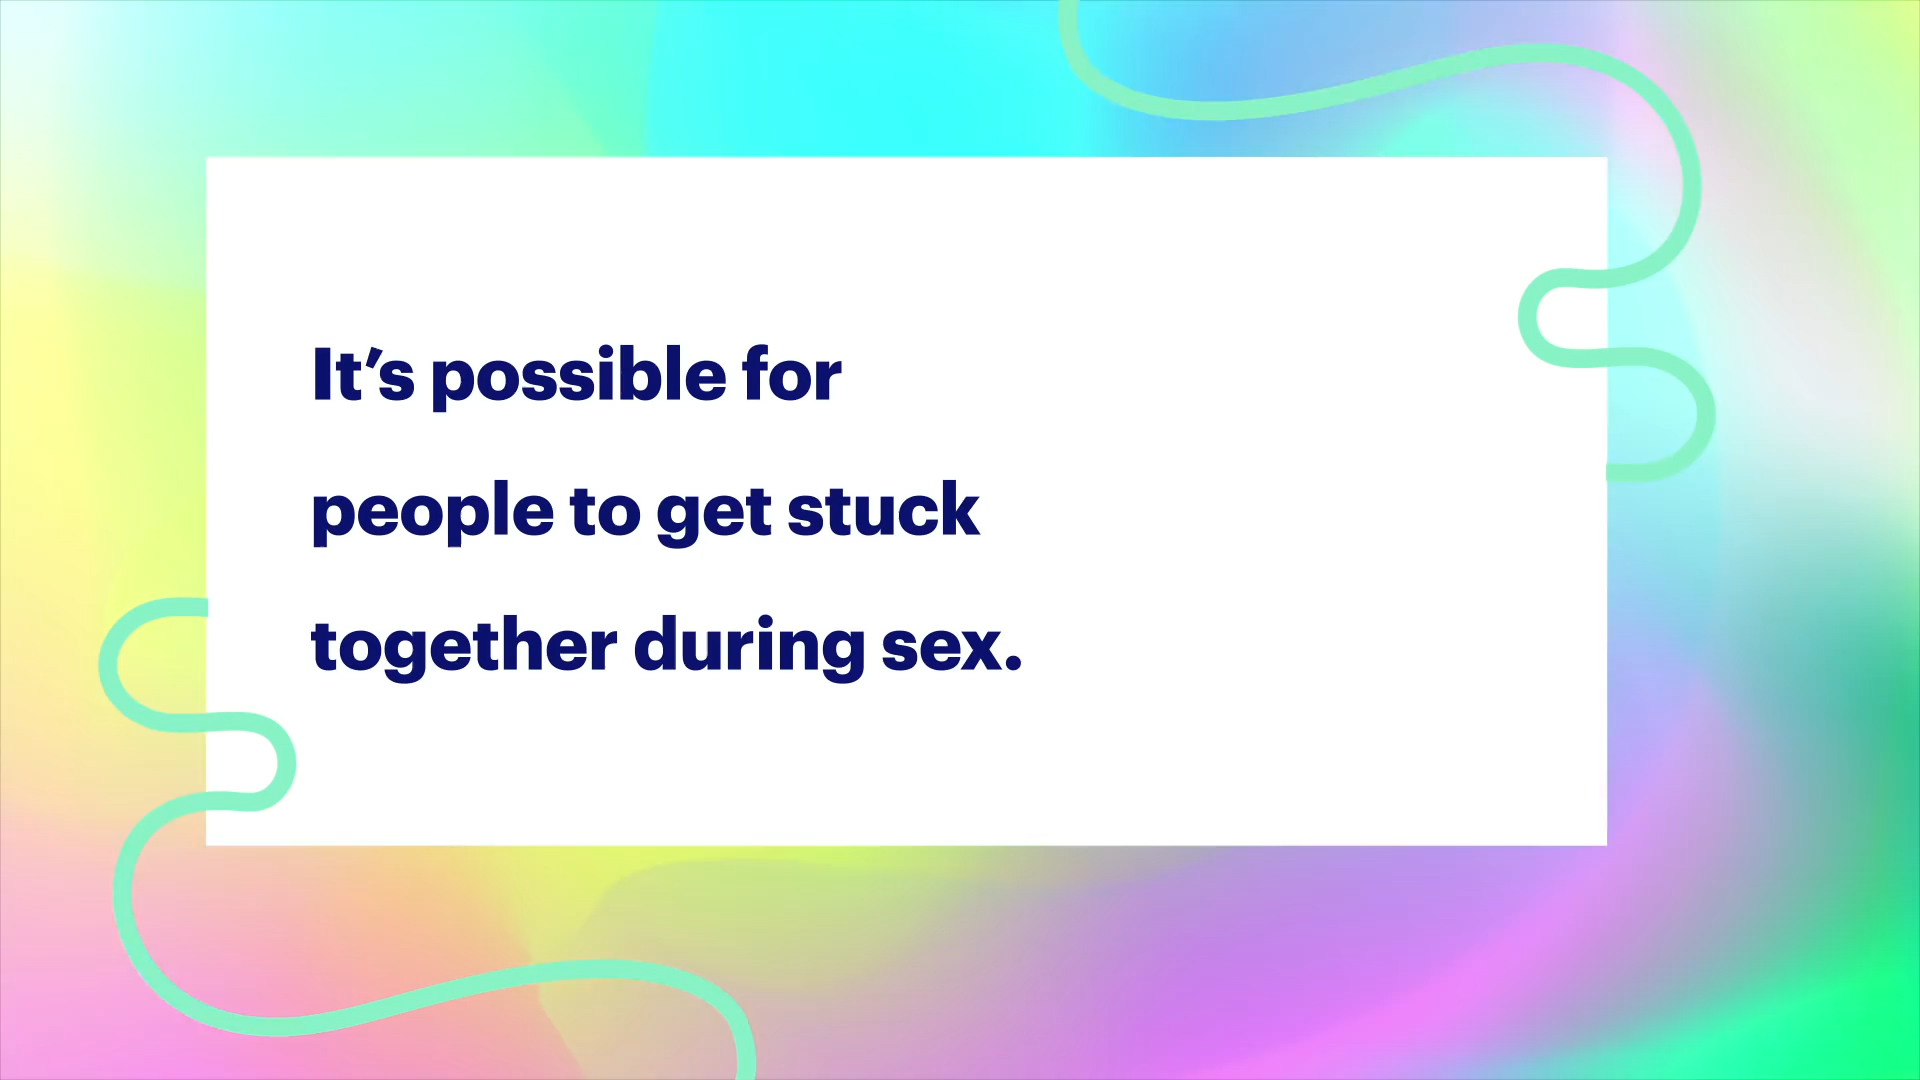 It’s possible for
people to get stuck
together during sex.